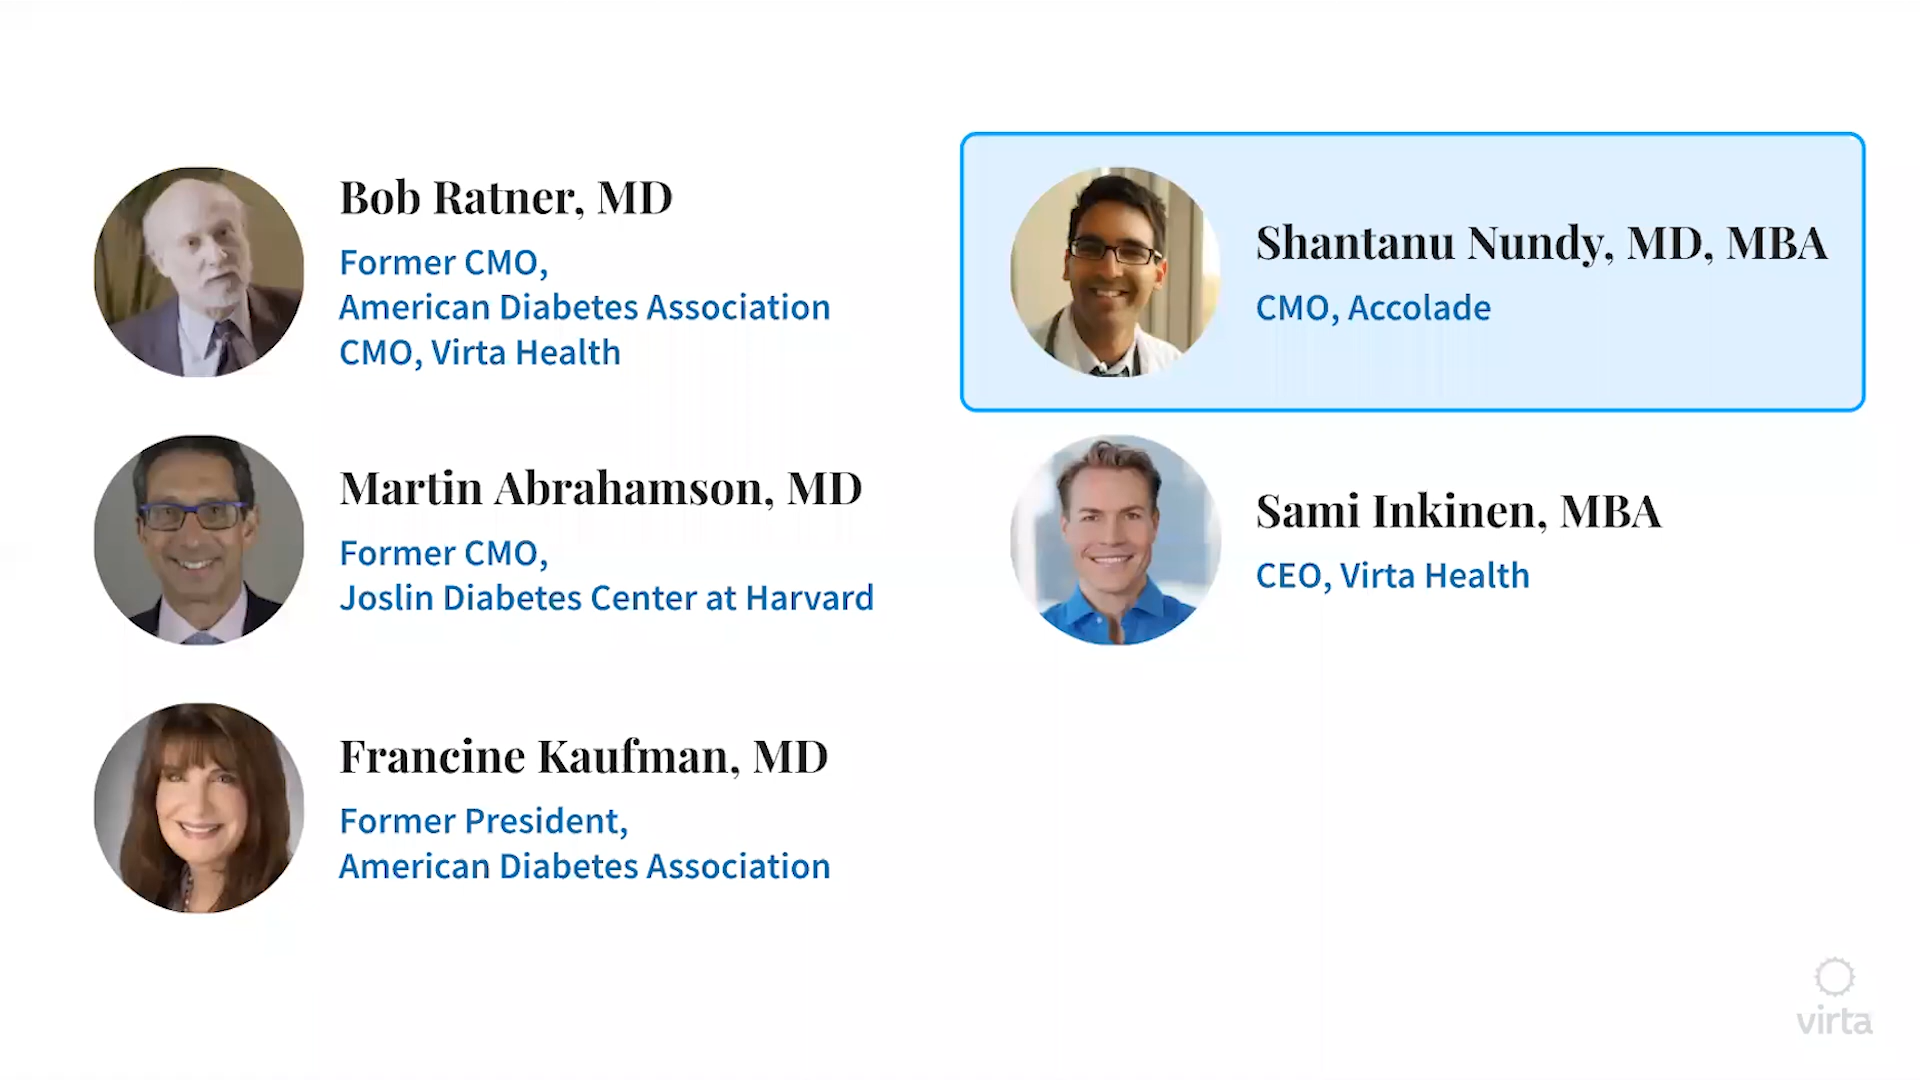 Bob Ratner, MD
Former CMO,
American Diabetes Association
CMO, Virta Health
Martin Abrahamson, MD
Former CMO,
Joslin Diabetes Center at Harvard
Francine Kaufman, MD
Former President,
American Diabetes Association
Shantanu Nundy, MD, MBA
CMO, Accolade
Sami Inkinen, MBA
CEO, Virta Health
virta